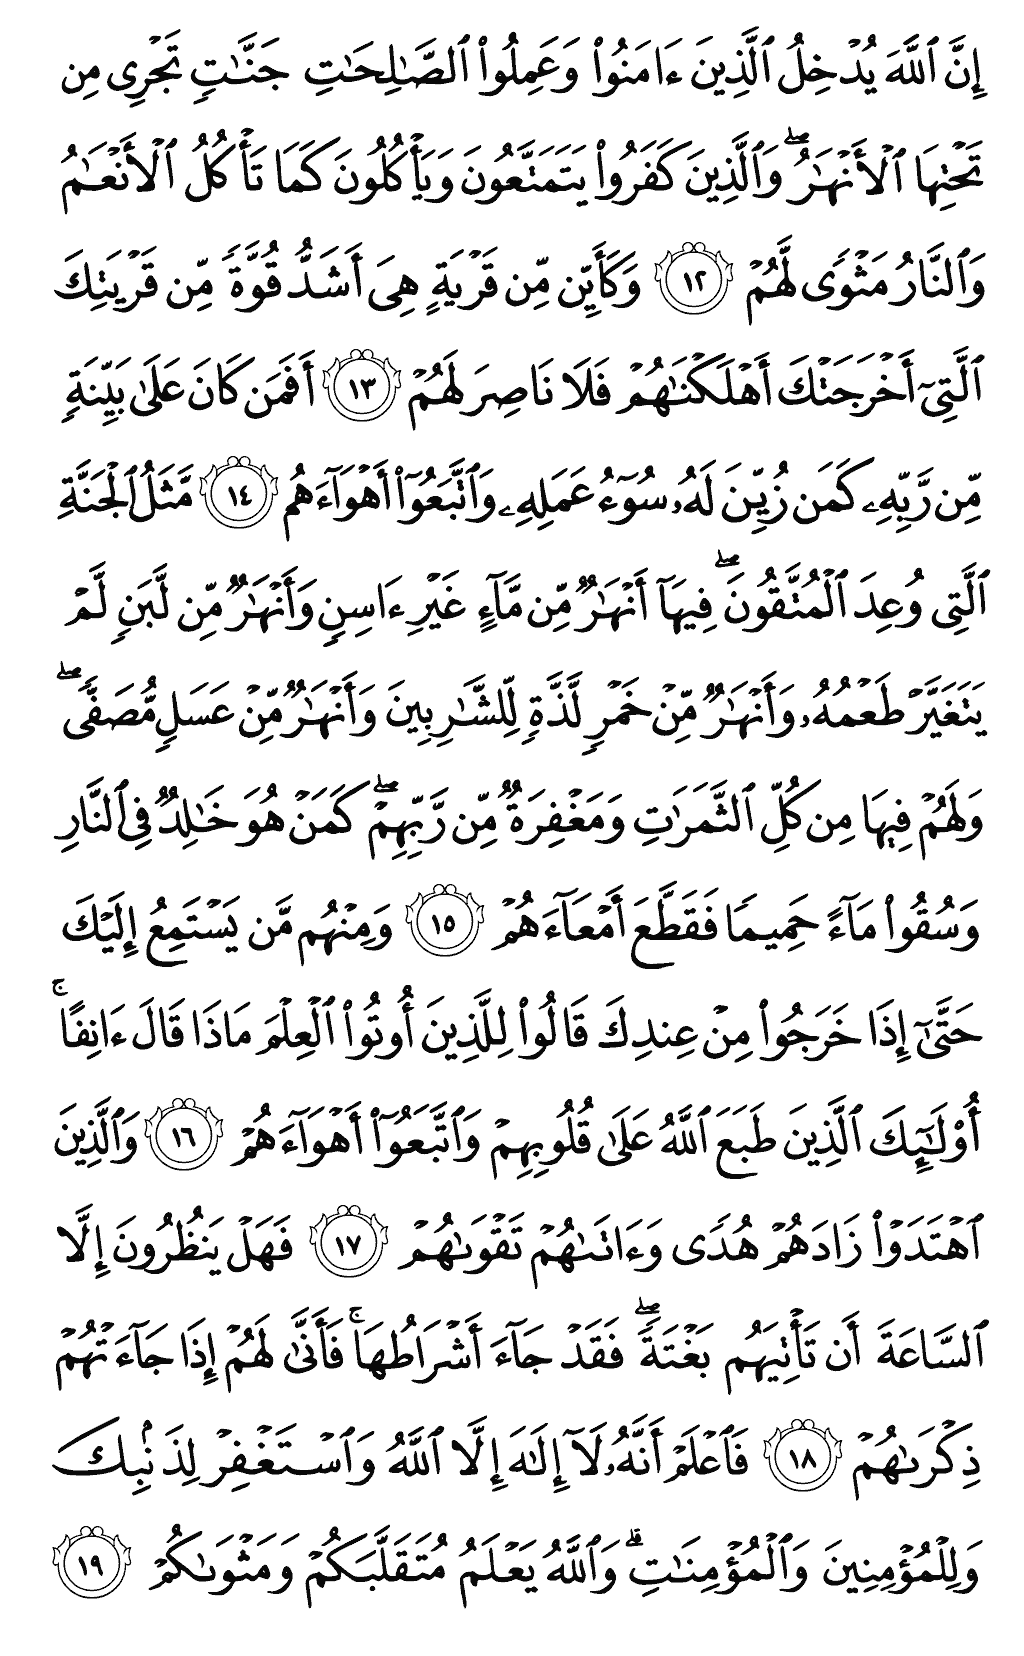 إِنَّ ٱللَّهَ يُدۡخِلُ ٱلَّذِينَ ءَامَنُواْ وَعَمِلُواْ ٱلصَّـٰلِحَـٰتِ جَنَّـٰتٖ تَجۡرِي مِن
تَحۡتِهَا ٱلۡأَنۡهَـٰرُۖ وَٱلَّذِينَ كَفَرُواْ يَتَمَتَّعُونَ وَيَأۡكُلُونَ كَمَا تَأۡكُلُ ٱلۡأَنۡعَـٰمُ
وَٱلنَّارُ مَثۡوٗى لَّهُمۡ ١٢ وَكَأَيِّن مِّن قَرۡيَةٍ هِيَ أَشَدُّ قُوَّةٗ مِّن قَرۡيَتِكَ
ٱلَّتِيٓ أَخۡرَجَتۡكَ أَهۡلَكۡنَـٰهُمۡ فَلَا نَاصِرَ لَهُمۡ ١٣ أَفَمَن كَانَ عَلَىٰ بَيِّنَةٖ
مِّن رَّبِّهِۦ كَمَن زُيِّنَ لَهُۥ سُوٓءُ عَمَلِهِۦ وَٱتَّبَعُوٓاْ أَهۡوَآءَهُم ١٤ مَّثَلُ ٱلۡجَنَّةِ
ٱلَّتِي وُعِدَ ٱلۡمُتَّقُونَۖ فِيهَآ أَنۡهَـٰرٞ مِّن مَّآءٍ غَيۡرِ ءَاسِنٖ وَأَنۡهَـٰرٞ مِّن لَّبَنٖ لَّمۡ
يَتَغَيَّرۡ طَعۡمُهُۥ وَأَنۡهَـٰرٞ مِّنۡ خَمۡرٖ لَّذَّةٖ لِّلشَّـٰرِبِينَ وَأَنۡهَـٰرٞ مِّنۡ عَسَلٖ مُّصَفّٗىۖ
وَلَهُمۡ فِيهَا مِن كُلِّ ٱلثَّمَرَٰتِ وَمَغۡفِرَةٞ مِّن رَّبِّهِمۡۖ كَمَنۡ هُوَ خَـٰلِدٞ فِي ٱلنَّارِ
وَسُقُواْ مَآءً حَمِيمٗا فَقَطَّعَ أَمۡعَآءَهُمۡ ١٥ وَمِنۡهُم مَّن يَسۡتَمِعُ إِلَيۡكَ
حَتَّىٰٓ إِذَا خَرَجُواْ مِنۡ عِندِكَ قَالُواْ لِلَّذِينَ أُوتُواْ ٱلۡعِلۡمَ مَاذَا قَالَ ءَانِفًاۚ
أُوْلَـٰٓئِكَ ٱلَّذِينَ طَبَعَ ٱللَّهُ عَلَىٰ قُلُوبِهِمۡ وَٱتَّبَعُوٓاْ أَهۡوَآءَهُمۡ ١٦ وَٱلَّذِينَ
ٱهۡتَدَوۡاْ زَادَهُمۡ هُدٗى وَءَاتَىٰهُمۡ تَقۡوَىٰهُمۡ ١٧ فَهَلۡ يَنظُرُونَ إِلَّا
ٱلسَّاعَةَ أَن تَأۡتِيَهُم بَغۡتَةٗۖ فَقَدۡ جَآءَ أَشۡرَاطُهَاۚ فَأَنَّىٰ لَهُمۡ إِذَا جَآءَتۡهُمۡ
ذِكۡرَىٰهُمۡ ١٨ فَٱعۡلَمۡ أَنَّهُۥ لَآ إِلَـٰهَ إِلَّا ٱللَّهُ وَٱسۡتَغۡفِرۡ لِذَنۢبِكَ
وَلِلۡمُؤۡمِنِينَ وَٱلۡمُؤۡمِنَـٰتِۗ وَٱللَّهُ يَعۡلَمُ مُتَقَلَّبَكُمۡ وَمَثۡوَىٰكُمۡ ١٩